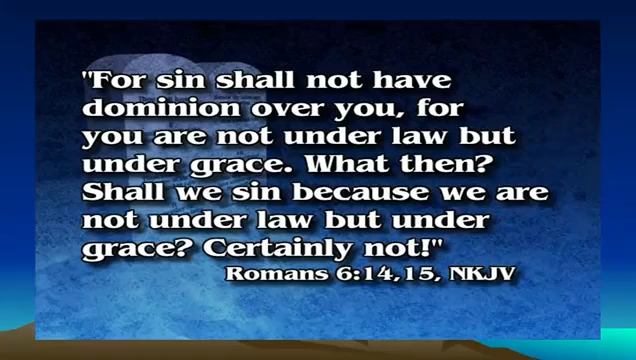 "For sin shall not have
dominion over you, for
you are not under law but
under grace. What then?
Shall we sin because we are
not under law but under
grace? Certainly not!"
Romans 6:14,15, NKJV